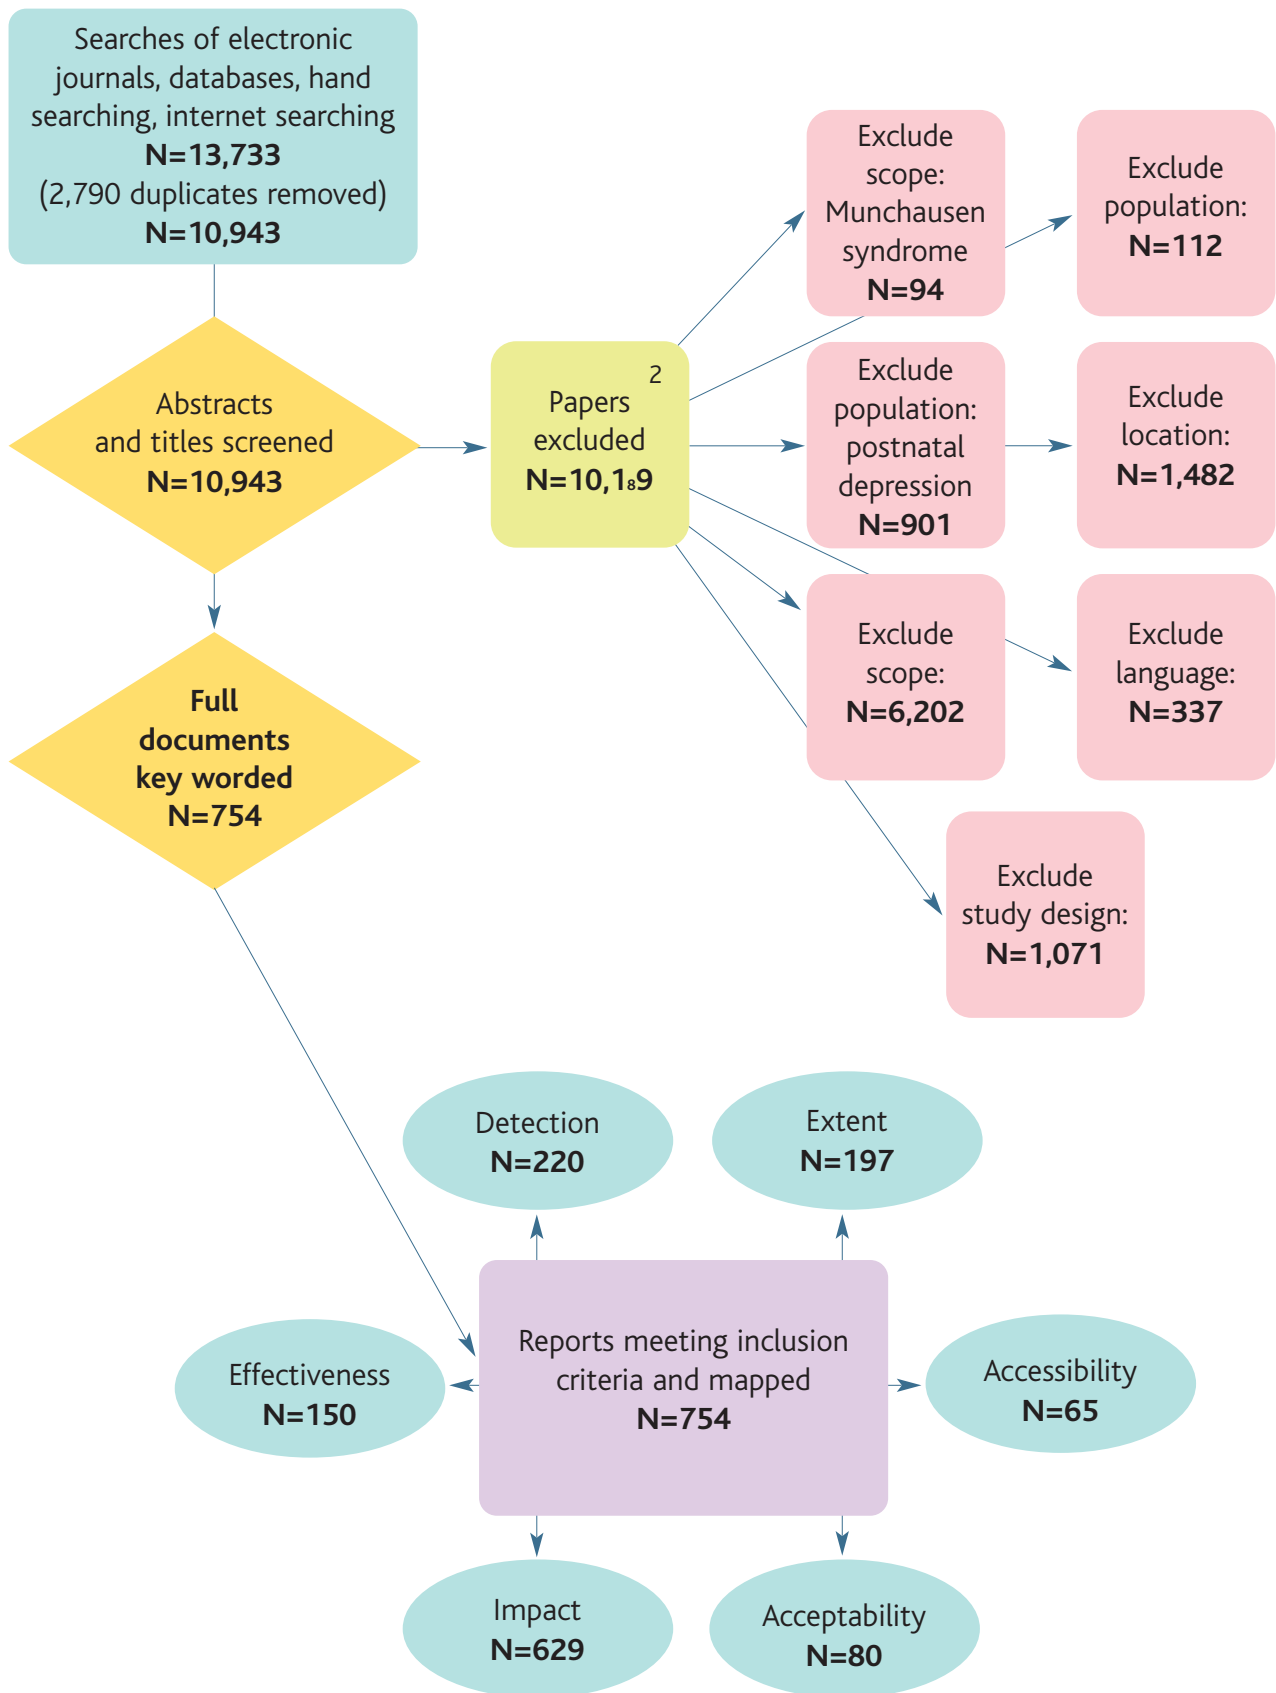 Searches of electronic
journals, databases, hand
searching, internet searching
N=13,733
(2,790 duplicates removed)
N=10,943
Abstracts
and titles screened
N=10,943
Full
documents
key worded
N=754
2
Papers
excluded
N=10,1₈9
Exclude
scope:
Munchausen
syndrome
N=94
Exclude
population:
N=112
Exclude
population:
postnatal
depression
N=901
Exclude
location:
N=1,482
Exclude
scope:
N=6,202
Exclude
language:
N=337
Exclude
study design:
N=1,071
Detection
N=220
Extent
N=197
Effectiveness
N=150
Reports meeting inclusion
criteria and mapped
N=754
Accessibility
N=65
Impact
N=629
Acceptability
N=80